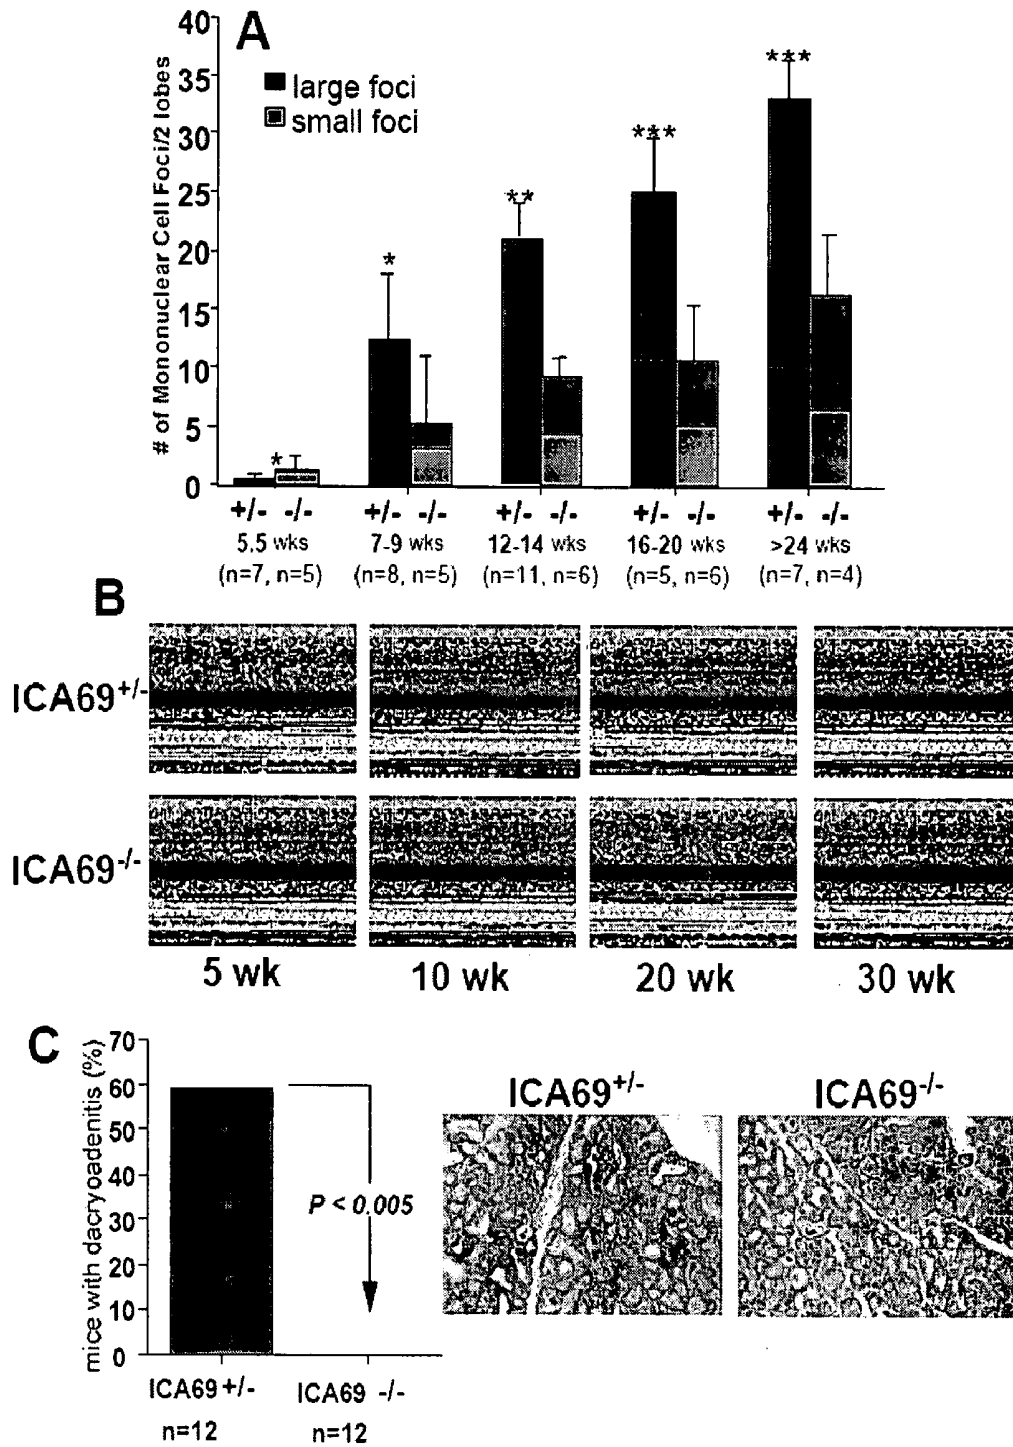 A
# of Mononuclear Cell Foci/2 lobes
40
35
30
25
20
15
10
5
0
large foci
small foci
*
*
**
***
***
+/- -/- +/- -/- +/- -/- +/- -/- +/- -/-
5.5 wks 7-9 wks 12-14 wks 16-20 wks >24 wks
(n=7, n=5) (n=8, n=5) (n=11, n=6) (n=5, n=6) (n=7, n=4)
B
ICA69+/-
ICA69-/-
5 wk 10 wk 20 wk 30 wk
C
mice with dacryoadenitis (%)
70
60
50
40
30
20
10
0
P < 0.005
ICA69 +/- ICA69 -/-
n=12 n=12
ICA69+/- ICA69-/-